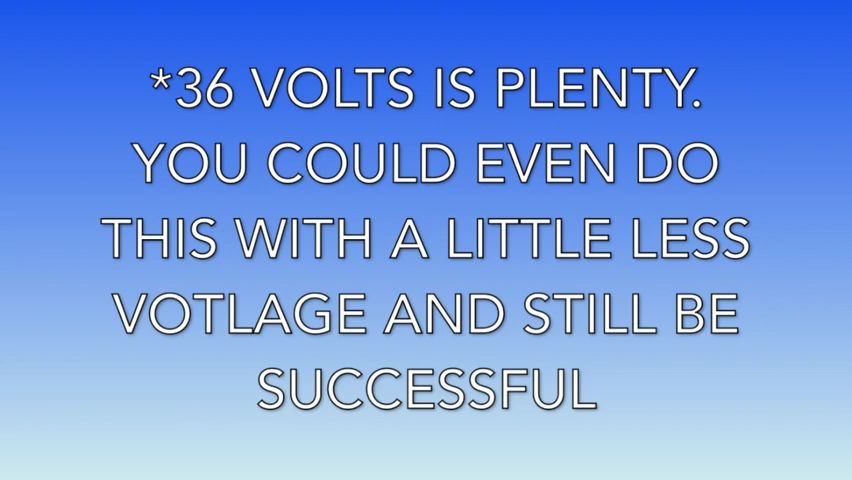 *36 VOLTS IS PLENTY.
YOU COULD EVEN DO
THIS WITH A LITTLE LESS
VOTLAGE AND STILL BE
SUCCESSFUL